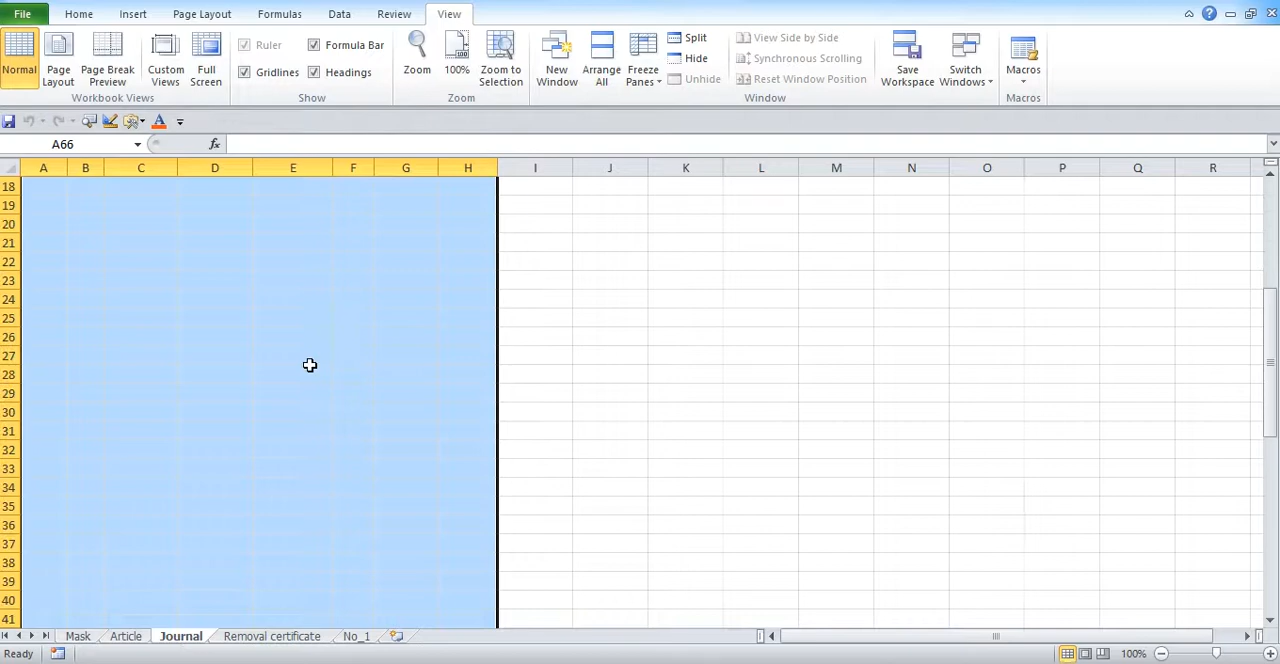 File Home Insert Page Layout Formulas Data Review View
Normal Page Layout Page Break Preview Custom Views Full Screen
Workbook Views
Ruler Formula Bar
Gridlines Headings
Show
Zoom 100% Zoom to Selection
Zoom
New Window Arrange All Freeze Panes
Split
Hide
Unhide
View Side by Side
Synchronous Scrolling
Reset Window Position
Window
Save Workspace Switch Windows
Macros
Macros
A66 fx
A B C D E F G H I J K L M N O P Q R
18
19
20
21
22
23
24
25
26
27
28
29
30
31
32
33
34
35
36
37
38
39
40
41
Mask Article Journal Removal certificate No_1
Ready 100%